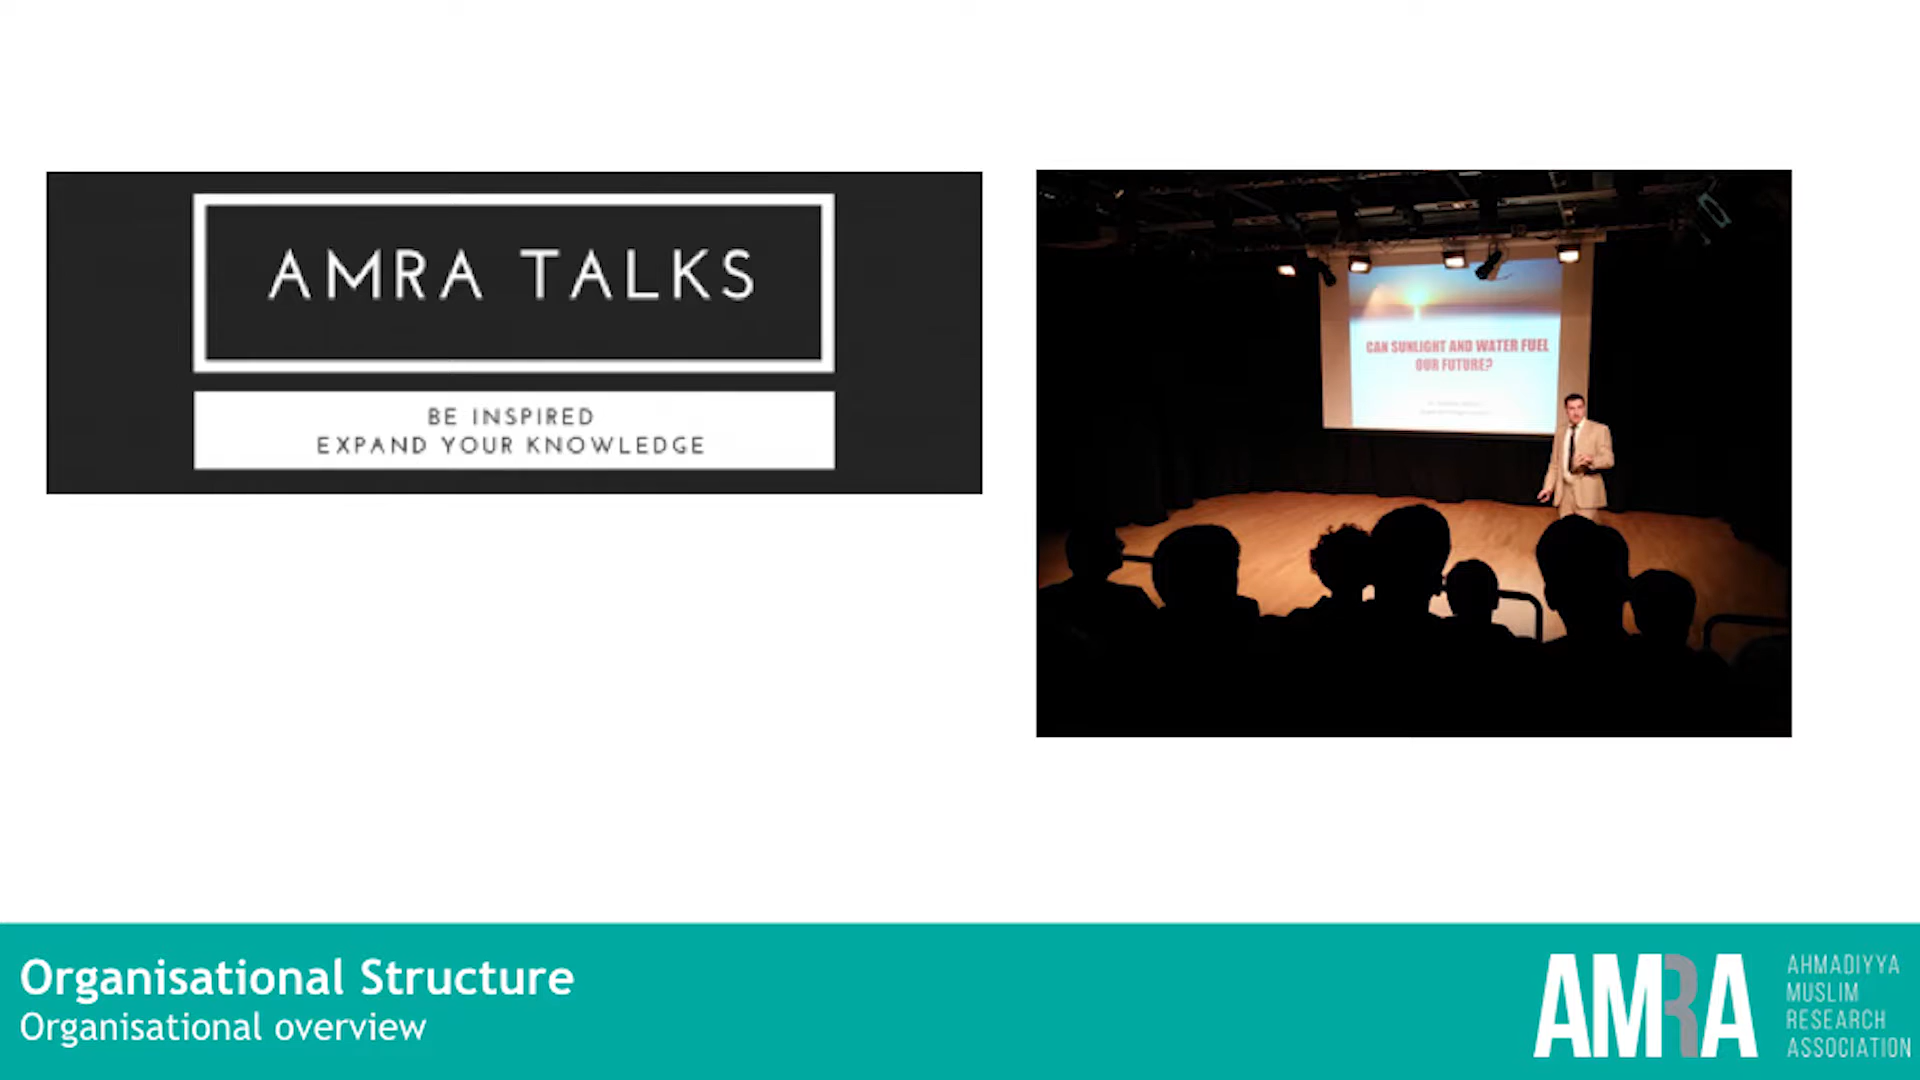 AMRA TALKS
BE INSPIRED
EXPAND YOUR KNOWLEDGE
CAN SUNLIGHT AND WATER FUEL
OUR FUTURE?
Organisational Structure
Organisational overview
AMRA
AHMADIYYA
MUSLIM
RESEARCH
ASSOCIATION